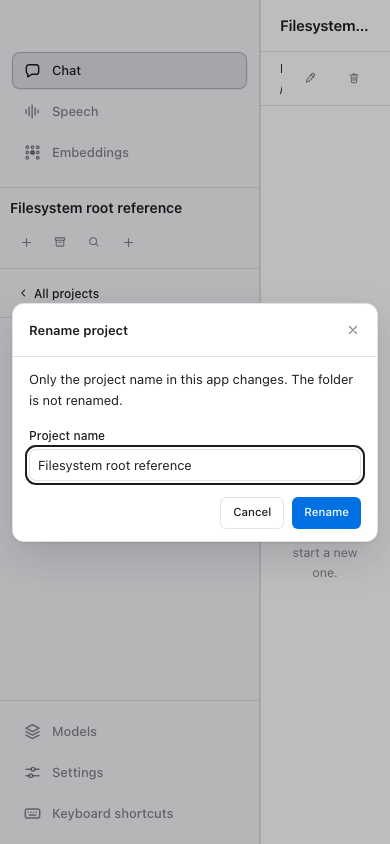 Filesystem...
Chat
Speech
Embeddings
Filesystem root reference
All projects
Rename project
Only the project name in this app changes. The folder
is not renamed.
Project name
Filesystem root reference
Cancel
Rename
start a new
one.
Models
Settings
Keyboard shortcuts